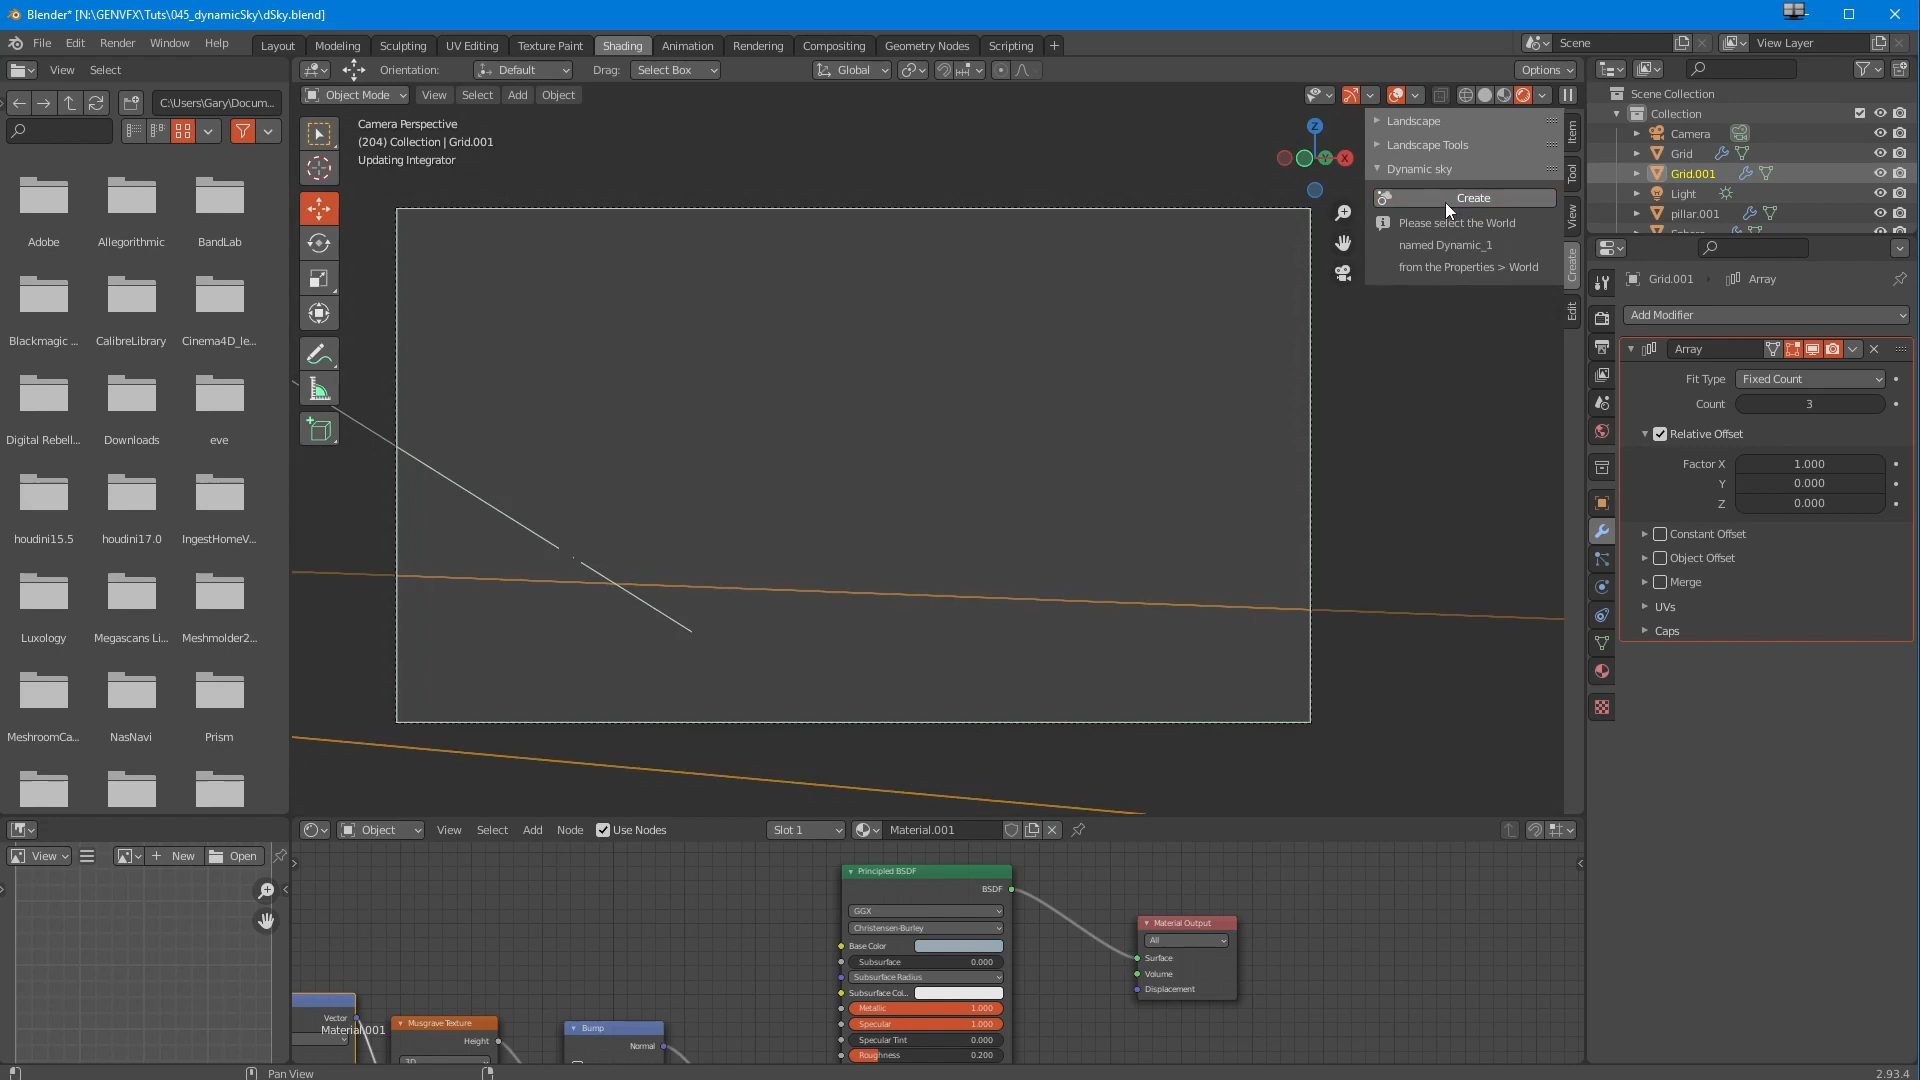 Blender* [N:\GENVFX\Tuts\045_dynamicSky\dSky.blend]
File Edit Render Window Help
Layout Modeling Sculpting UV Editing Texture Paint Shading Animation Rendering Compositing Geometry Nodes Scripting +
Scene
View Layer
View Select
Orientation: Default Drag: Select Box
Global
Options
C:\Users\Gary\Docum...
Object Mode View Select Add Object
Adobe Allegorithmic BandLab
Blackmagic ... CalibreLibrary Cinema4D_le...
Digital Rebell... Downloads eve
houdini15.5 houdini17.0 IngestHomeV...
Luxology Megascans Li... Meshmolder2...
MeshroomCa... NasNavi Prism
Camera Perspective
(204) Collection | Grid.001
Updating Integrator
Z
X
Landscape
Landscape Tools
Dynamic sky
Create
Please select the World
named Dynamic_1
from the Properties > World
Item
Tool
View
Create
Edit
Scene Collection
Collection
Camera
Grid
Grid.001
Light
pillar.001
Grid.001 Array
Add Modifier
Array
Fit Type Fixed Count
Count 3
Relative Offset
Factor X 1.000
Y 0.000
Z 0.000
Constant Offset
Object Offset
Merge
UVs
Caps
View + New Open
Object View Select Add Node Use Nodes
Slot 1
Material.001
Principled BSDF
BSDF
GGX
Christensen-Burley
Base Color
Subsurface 0.000
Subsurface Radius
Subsurface Col...
Metallic 1.000
Specular 1.000
Specular Tint 0.000
Roughness 0.200
Material Output
All
Surface
Volume
Displacement
Vector
Material.001
Musgrave Texture
Height
3D
Bump
Normal
Pan View
2.93.4